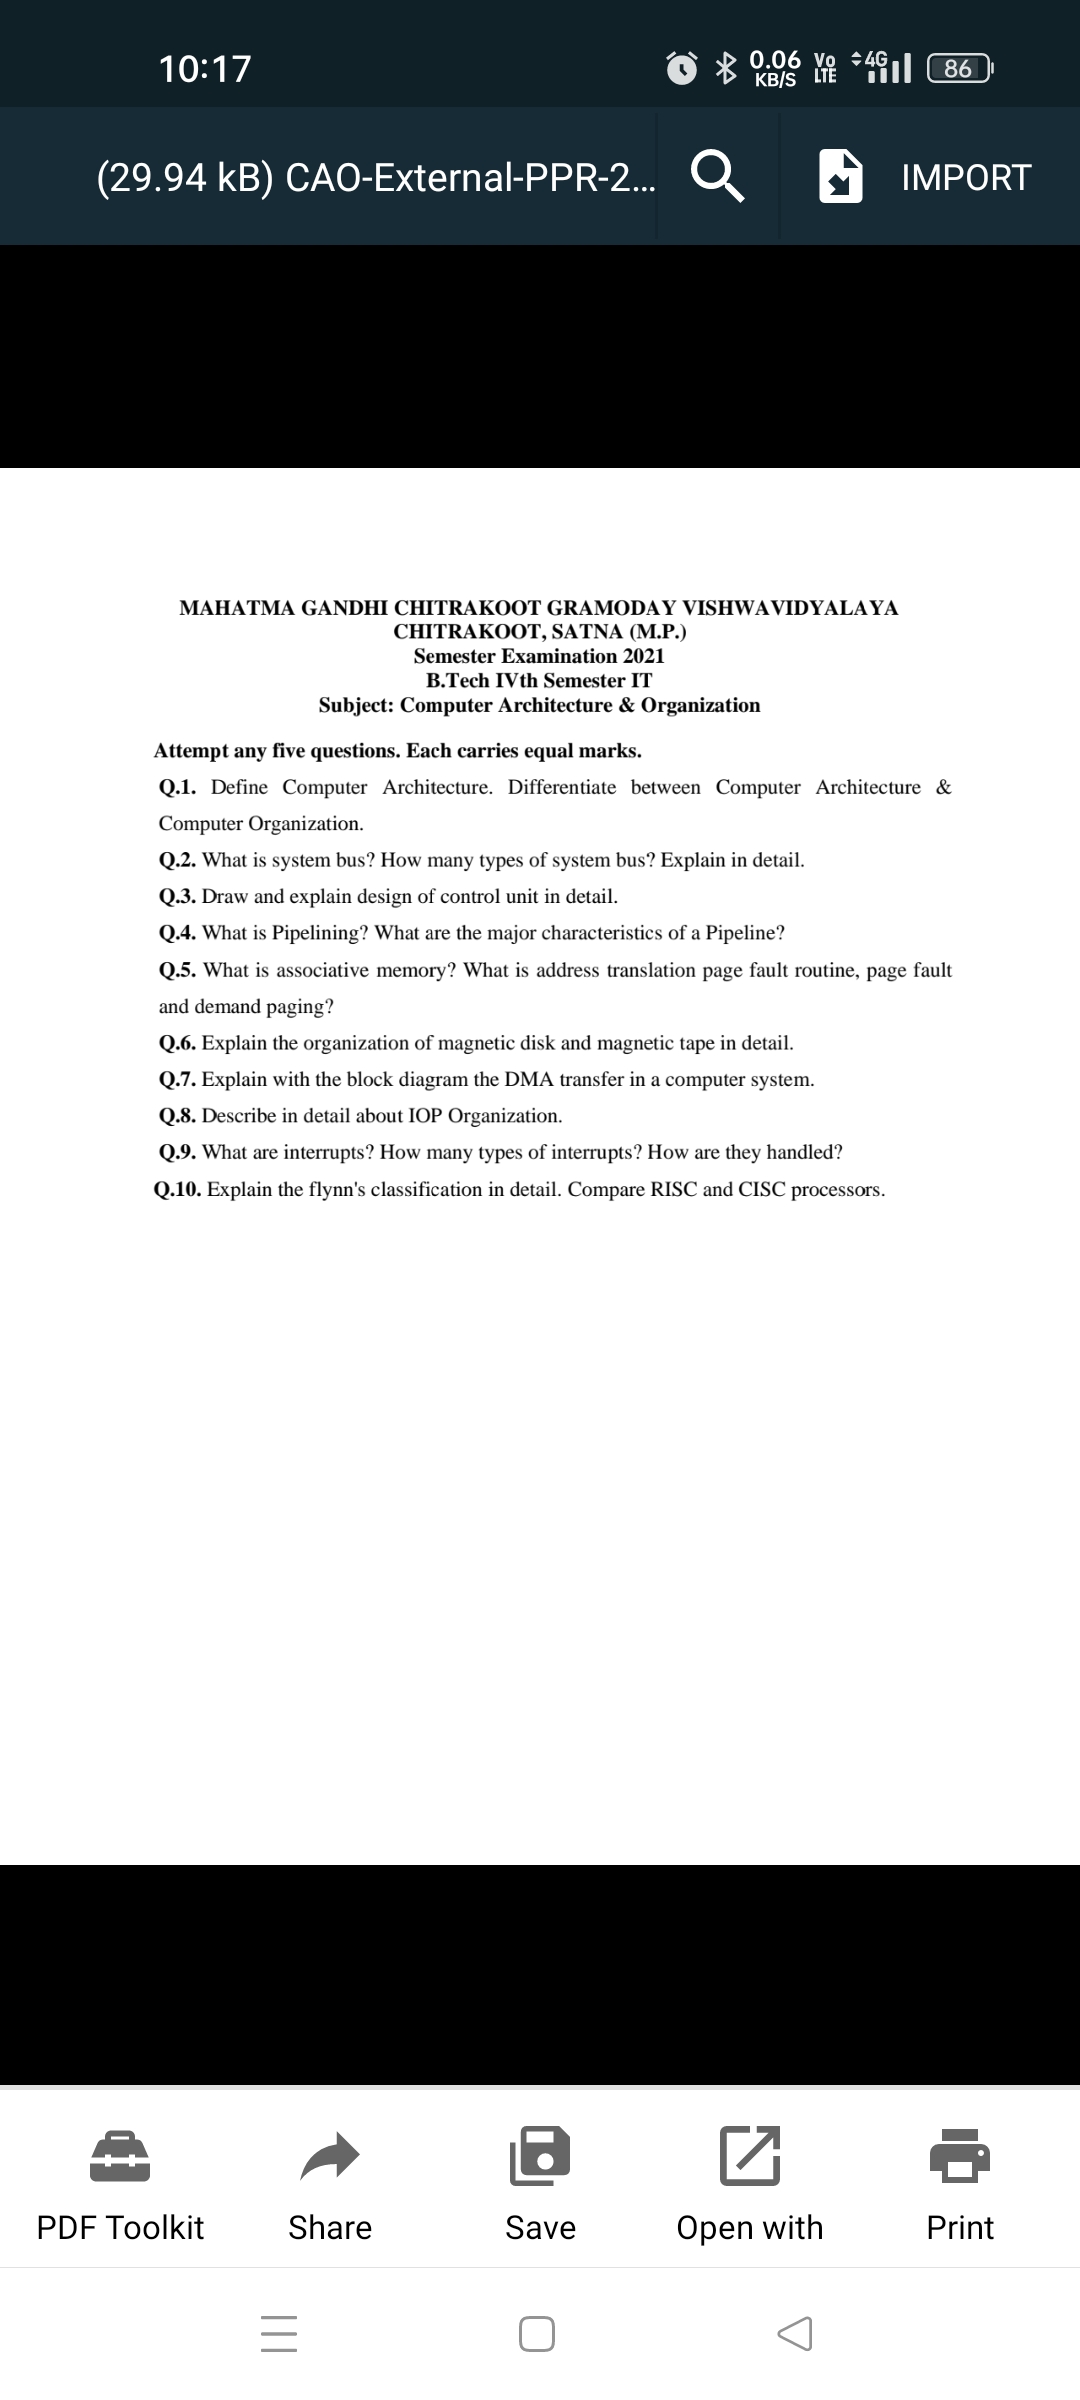 10:17
0.06 KB/S Vo LTE 4G 86
(29.94 kB) CAO-External-PPR-2...
IMPORT
MAHATMA GANDHI CHITRAKOOT GRAMODAY VISHWAVIDYALAYA
CHITRAKOOT, SATNA (M.P.)
Semester Examination 2021
B.Tech IVth Semester IT
Subject: Computer Architecture & Organization
Attempt any five questions. Each carries equal marks.
Q.1. Define Computer Architecture. Differentiate between Computer Architecture &
Computer Organization.
Q.2. What is system bus? How many types of system bus? Explain in detail.
Q.3. Draw and explain design of control unit in detail.
Q.4. What is Pipelining? What are the major characteristics of a Pipeline?
Q.5. What is associative memory? What is address translation page fault routine, page fault
and demand paging?
Q.6. Explain the organization of magnetic disk and magnetic tape in detail.
Q.7. Explain with the block diagram the DMA transfer in a computer system.
Q.8. Describe in detail about IOP Organization.
Q.9. What are interrupts? How many types of interrupts? How are they handled?
Q.10. Explain the flynn's classification in detail. Compare RISC and CISC processors.
PDF Toolkit
Share
Save
Open with
Print